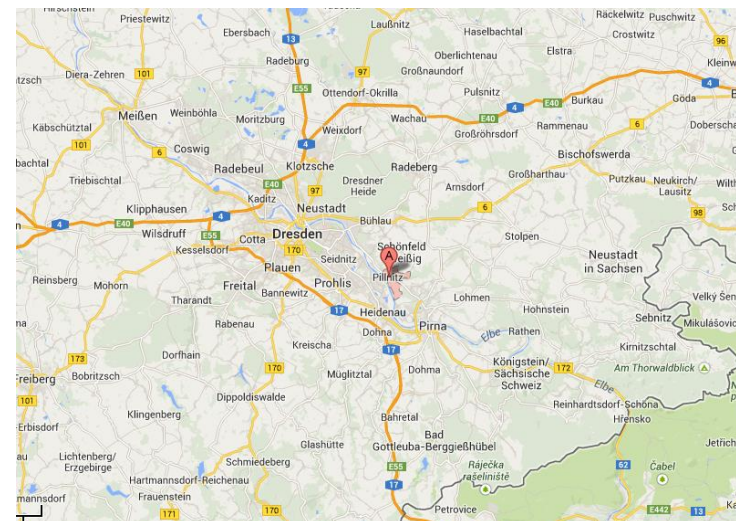 Priestewitz
Ebersbach
13
Laußnitz
Haselbachtal
Räckelwitz
Puschwitz
Crostwitz
96
Radeburg
97
Oberlichtenau
Elstra
Diera-Zehren
101
Großnaundorf
E55
Ottendorf-Okrilla
Pulsnitz
4
E40
Burkau
Göda
Meißen
Weinböhla
Moritzburg
Wachau
4
E40
Käbschütztal
Weixdorf
Großröhrsdorf
Rammenau
6
101
6
Coswig
4
Bischofswerda
Radebeul
Klotzsche
Radeberg
Triebischtal
E40
97
Dresdner
Heide
Arnsdorf
Großharthau
Putzkau
Neukirch/
Lausitz
Kaditz
Klipphausen
4
Neustadt
6
98
4
E40
Bühlau
Wilsdruff
E55
Cotta
Dresden
Stolpen
Kesselsdorf
170
Seidnitz
Schönfeld
A
Neustadt
in Sachsen
Plauen
Pillnitz
Reinsberg
Mohorn
Freital
Bannewitz
Prohlis
Tharandt
Lohmen
Hohnstein
Velký Šen
17
Heidenau
Sebnitz
Mikulášovic
Rabenau
Dohna
Pirna
Elbe
Rathen
Kreischa
17
Kirnitzschtal
173
Dorfhain
Königstein/
Sächsische
Schweiz
172
Am Thorwaldblick
Freiberg
Bobritzsch
170
Müglitztal
Dohma
Elbe
101
Dippoldiswalde
Reinhardtsdorf-Schöna
Klingenberg
Bahretal
Hřensko
Erbisdorf
Glashütte
Bad
Gottleuba-Berggießhübel
Jetřich
Lichtenberg/
Erzgebirge
Schmiedeberg
E55
Ráječka
rašeliniště
62
Čabel
Hartmannsdorf-Reichenau
17
Frauenstein
171
170
Petrovice
E442
13